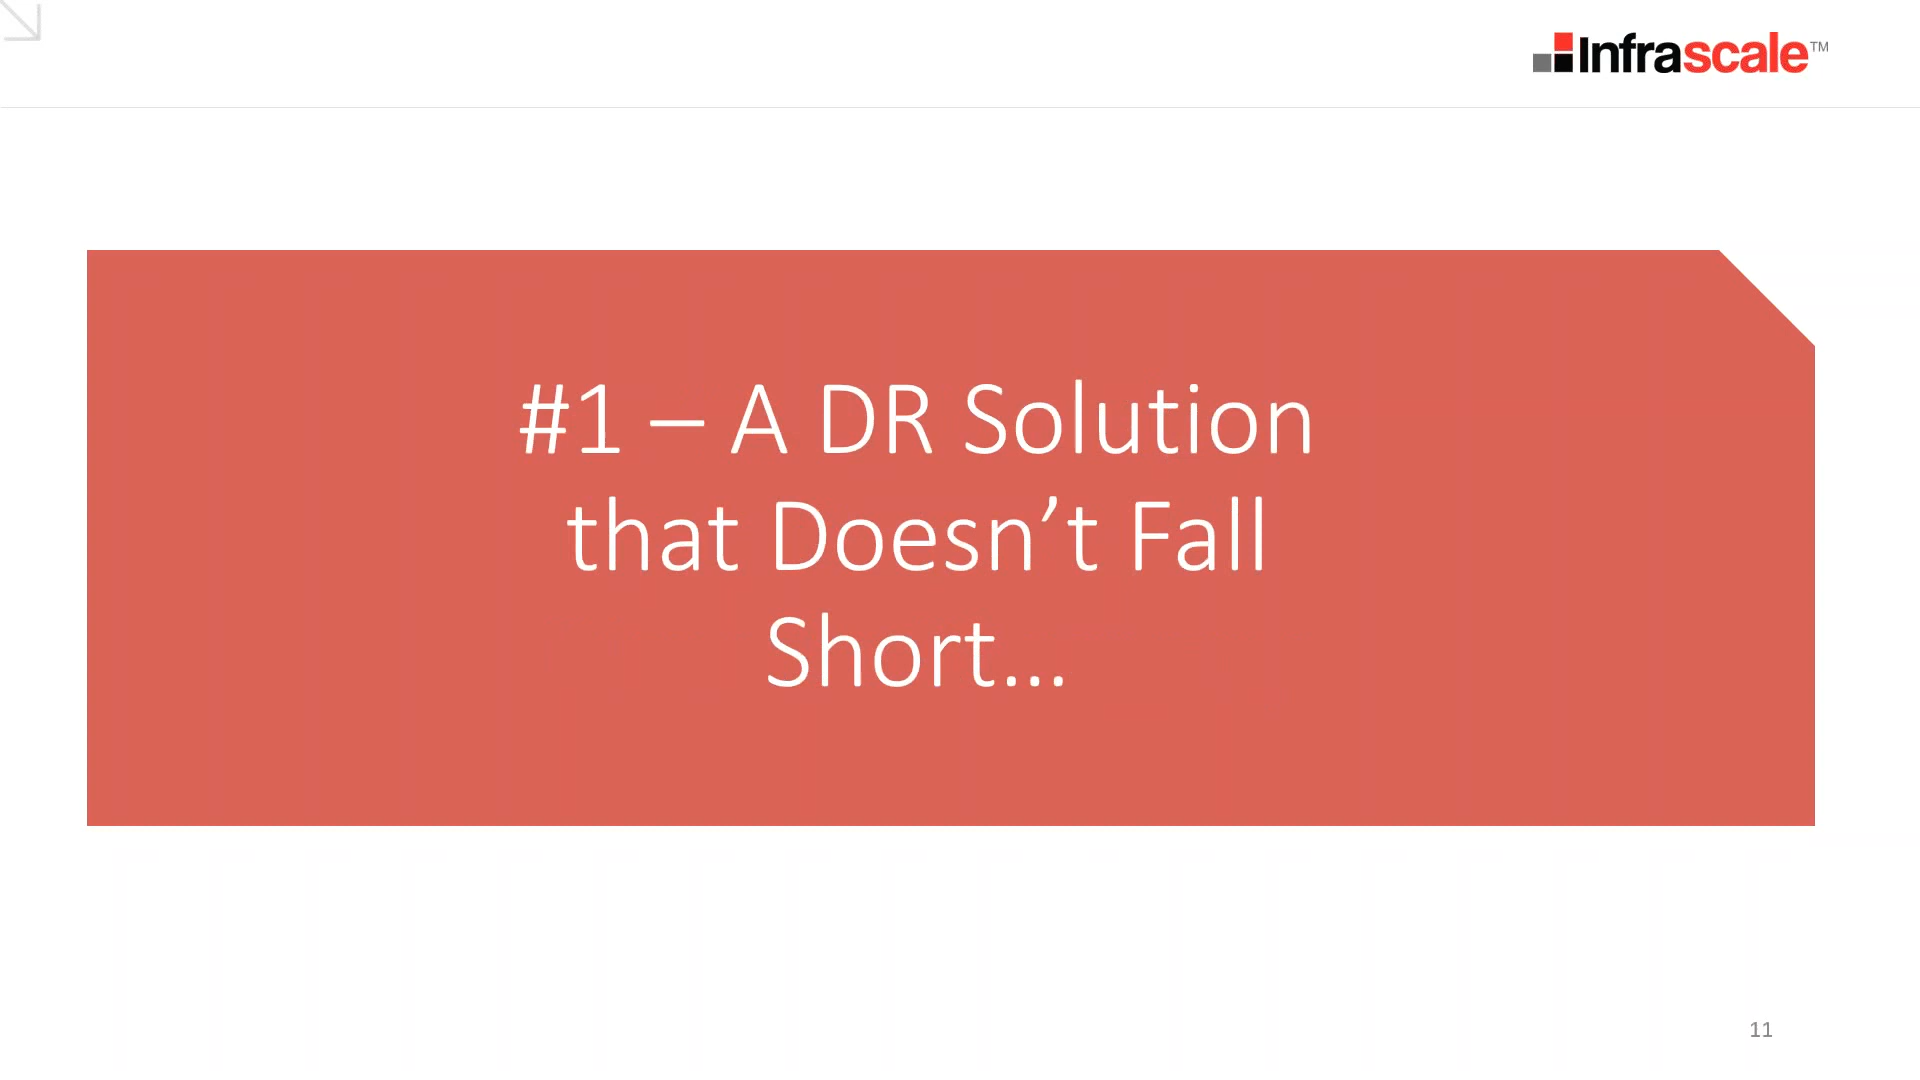 Infrascale™
#1 – A DR Solution
that Doesn’t Fall
Short…
11